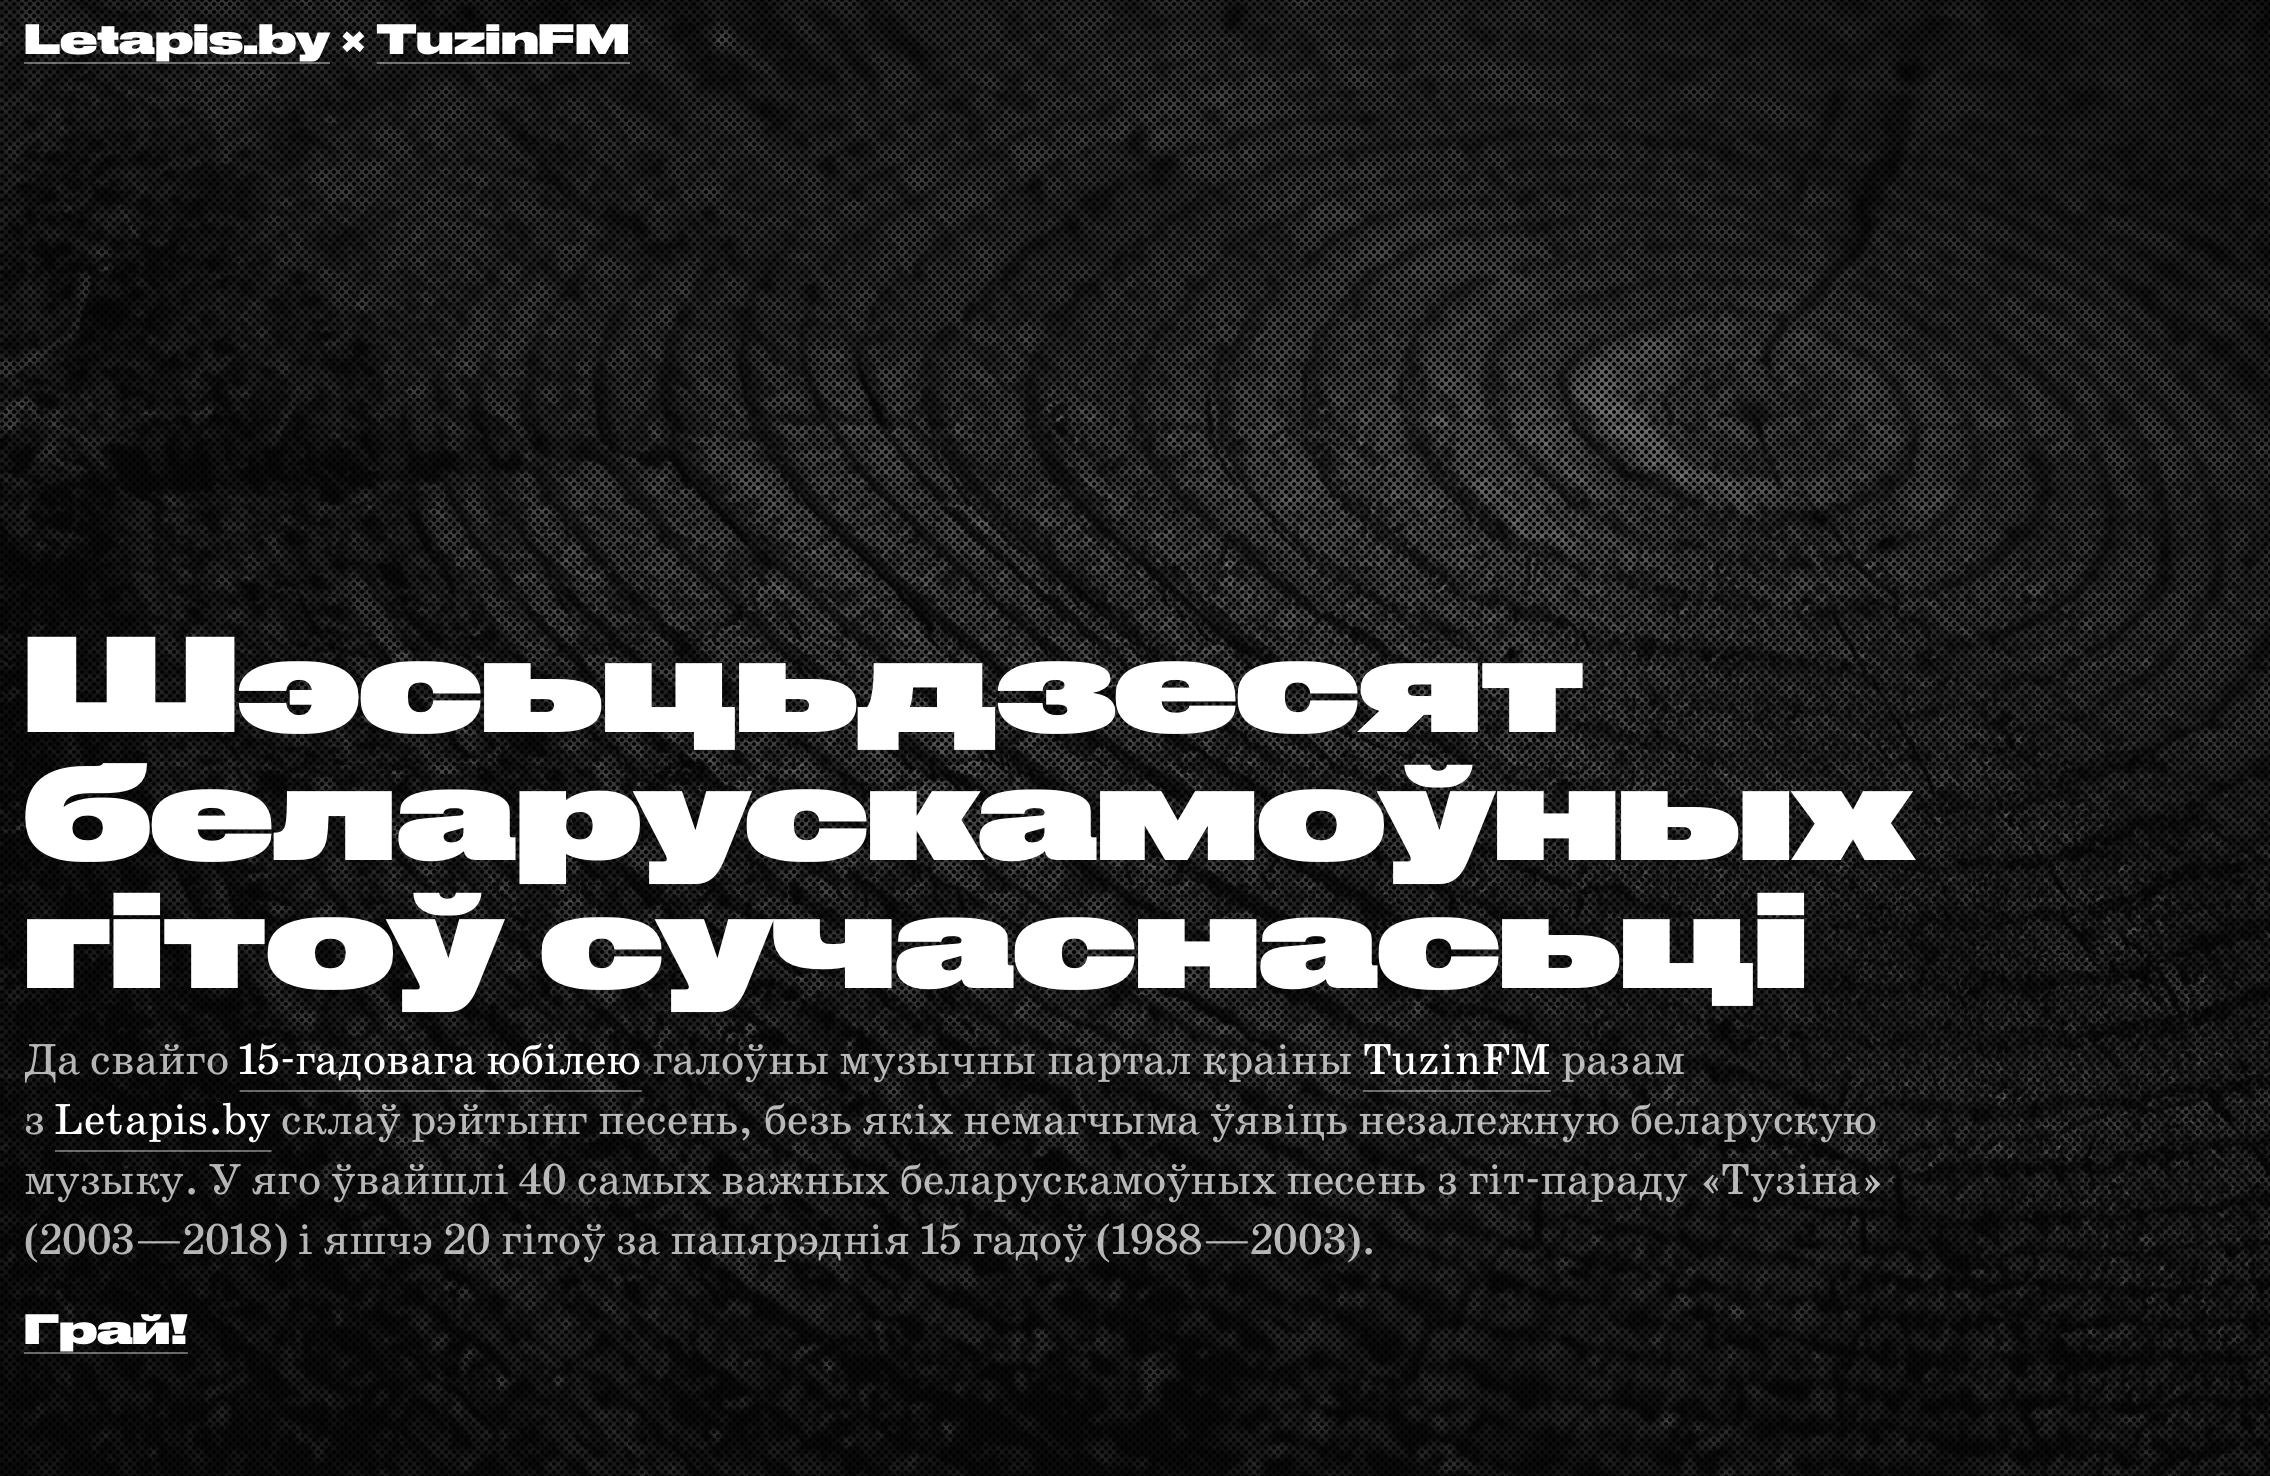 Letapis.by × TuzinFM
Шэсьцьдзесят
беларускамоўных
гітоў сучаснасьці
Да свайго 15-гадовага юбілею галоўны музычны партал краіны TuzinFM разам
з Letapis.by склаў рэйтынг песень, безь якіх немагчыма ўявіць незалежную беларускую
музыку. У яго ўвайшлі 40 самых важных беларускамоўных песень з гіт-параду «Тузіна»
(2003—2018) і яшчэ 20 гітоў за папярэднія 15 гадоў (1988—2003).
Грай!